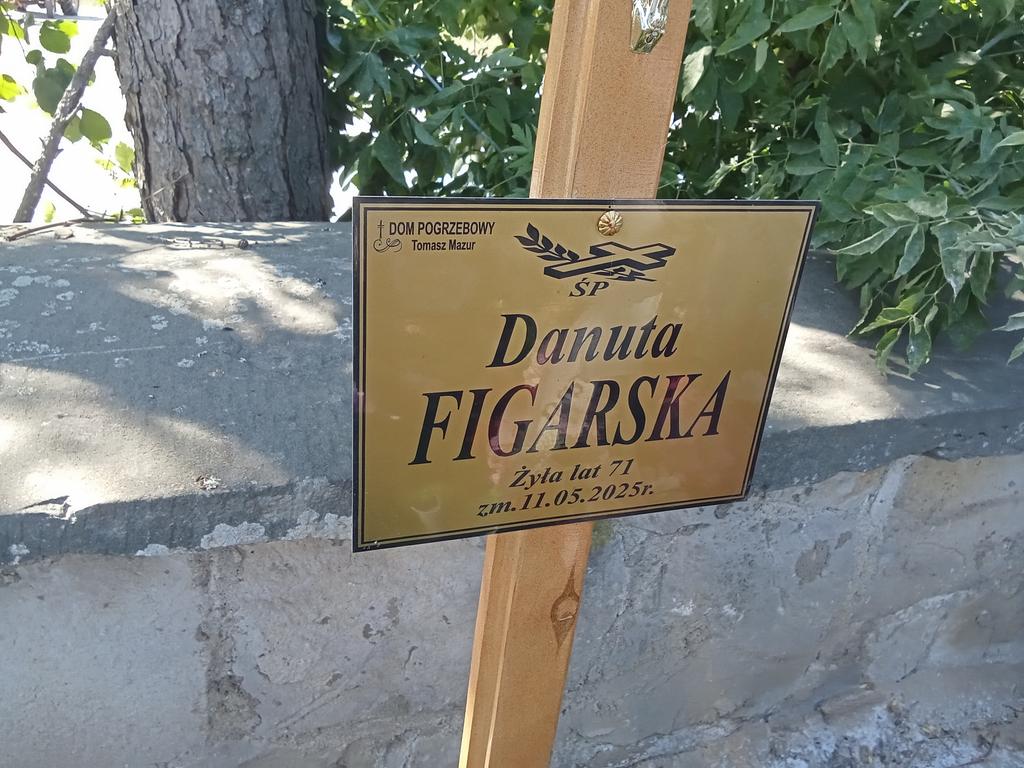 DOM POGRZEBOWY
Tomasz Mazur
ŚP
Danuta
FIGARSKA
Żyła lat 71
zm.11.05.2025r.